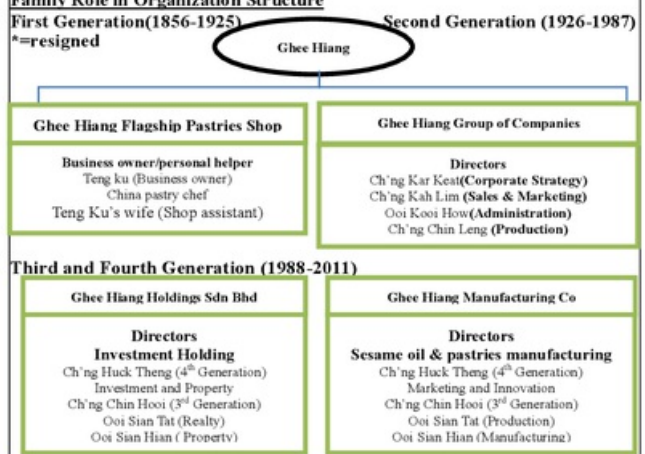 Family Role in Organization Structure
First Generation(1856-1925)
Second Generation (1926-1987)
*=resigned
Ghee Hiang
Ghee Hiang Flagship Pastries Shop
Business owner/personal helper
Teng ku (Business owner)
China pastry chef
Teng Ku's wife (Shop assistant)
Ghee Hiang Group of Companies
Directors
Ch'ng Kar Keat(Corporate Strategy)
Ch'ng Kah Lim (Sales & Marketing)
Ooi Kooi How(Administration)
Ch'ng Chin Leng (Production)
Third and Fourth Generation (1988-2011)
Ghee Hiang Holdings Sdn Bhd
Directors
Investment Holding
Ch'ng Huck Theng (4th Generation)
Investment and Property
Ch'ng Chin Hooi (3rd Generation)
Ooi Sian Tat (Realty)
Ooi Sian Hian ( Property)
Ghee Hiang Manufacturing Co
Directors
Sesame oil & pastries manufacturing
Ch'ng Huck Theng (4th Generation)
Marketing and Innovation
Ch'ng Chin Hooi (3rd Generation)
Ooi Sian Tat (Production)
Ooi Sian Hian (Manufacturing)